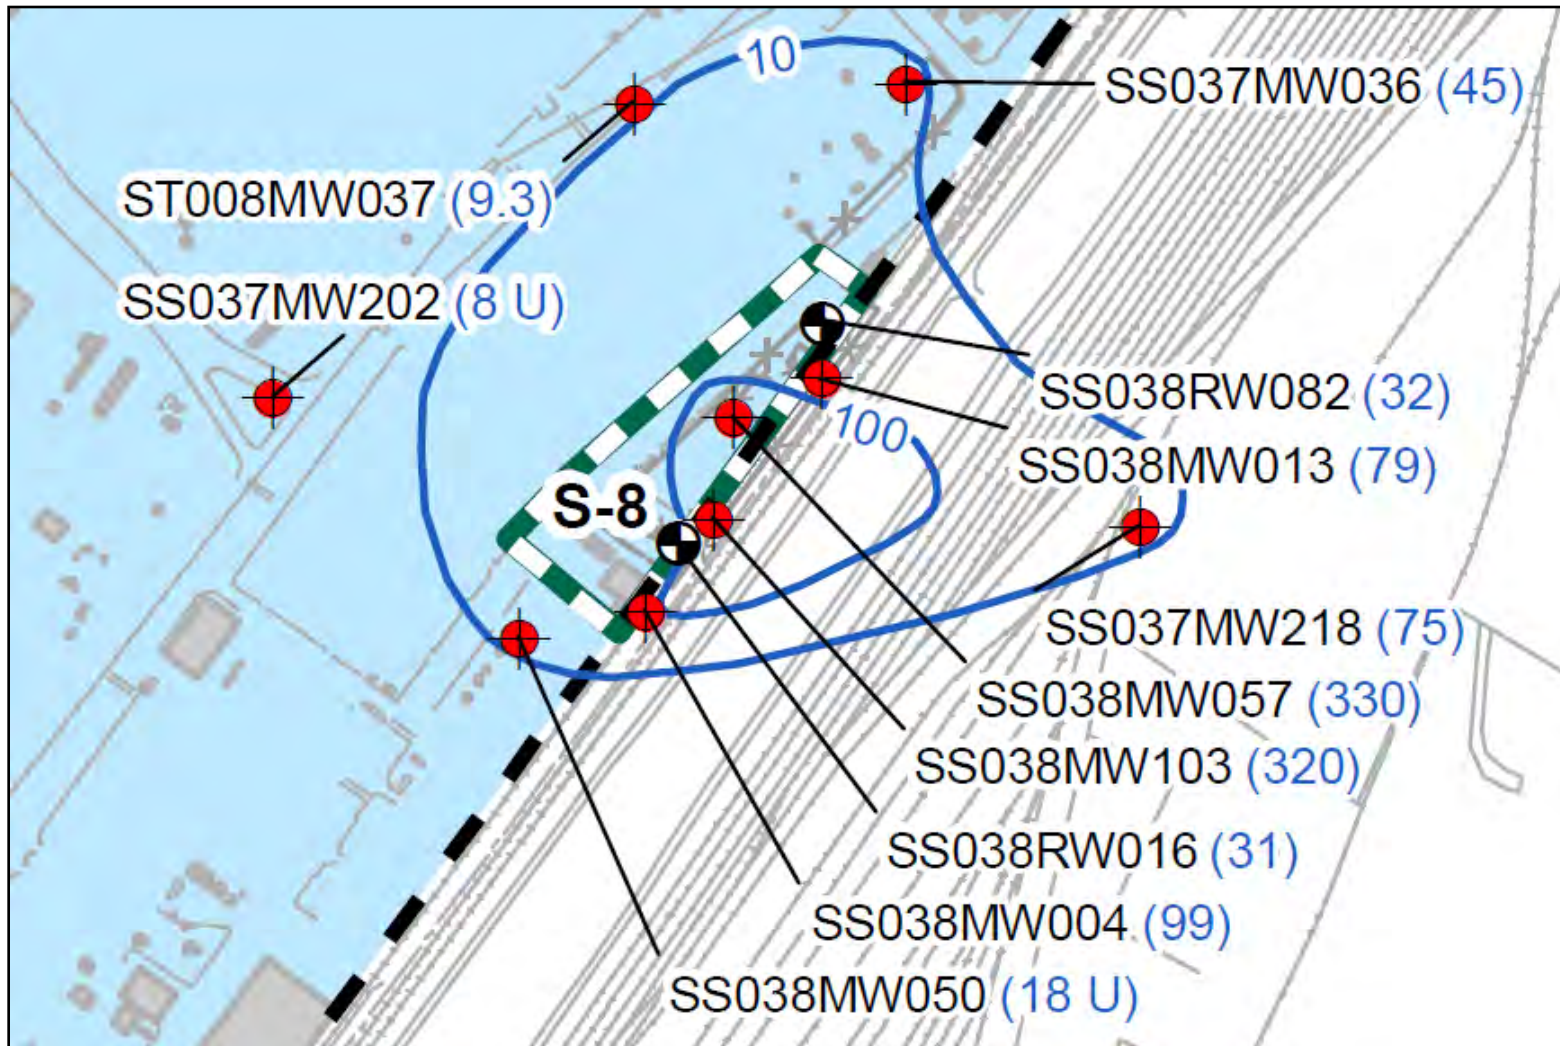 10
SS037MW036 (45)
ST008MW037 (9.3)
SS037MW202 (8 U)
SS038RW082 (32)
100
SS038MW013 (79)
S-8
SS037MW218 (75)
SS038MW057 (330)
SS038MW103 (320)
SS038RW016 (31)
SS038MW004 (99)
SS038MW050 (18 U)